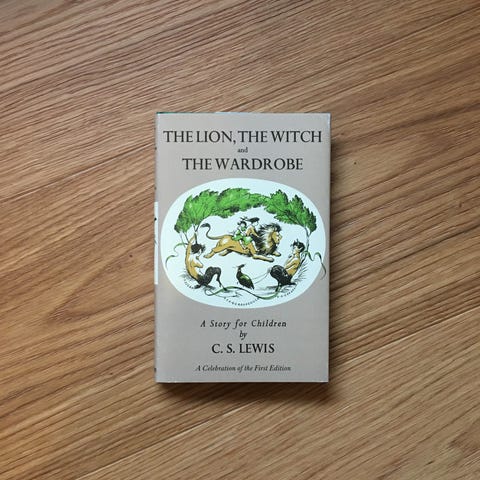 THE LION, THE WITCH
and
THE WARDROBE
A Story for Children
by
C. S. LEWIS
A Celebration of the First Edition